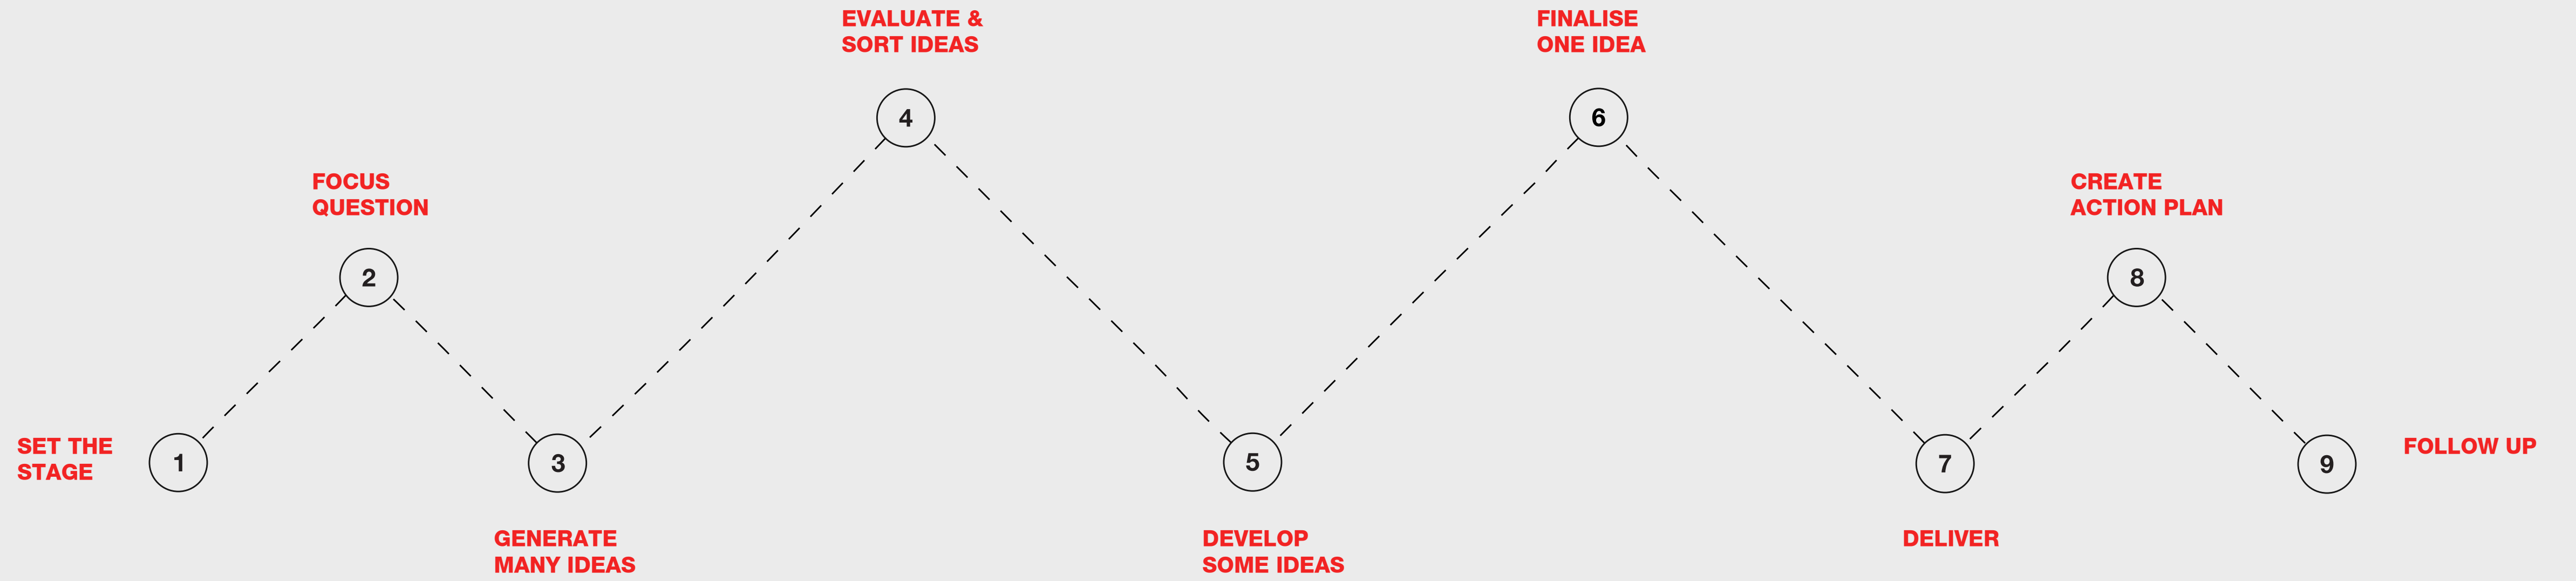 SET THE
STAGE
1
FOCUS
QUESTION
2
3
GENERATE
MANY IDEAS
EVALUATE &
SORT IDEAS
4
5
DEVELOP
SOME IDEAS
FINALISE
ONE IDEA
6
7
DELIVER
CREATE
ACTION PLAN
8
9
FOLLOW UP